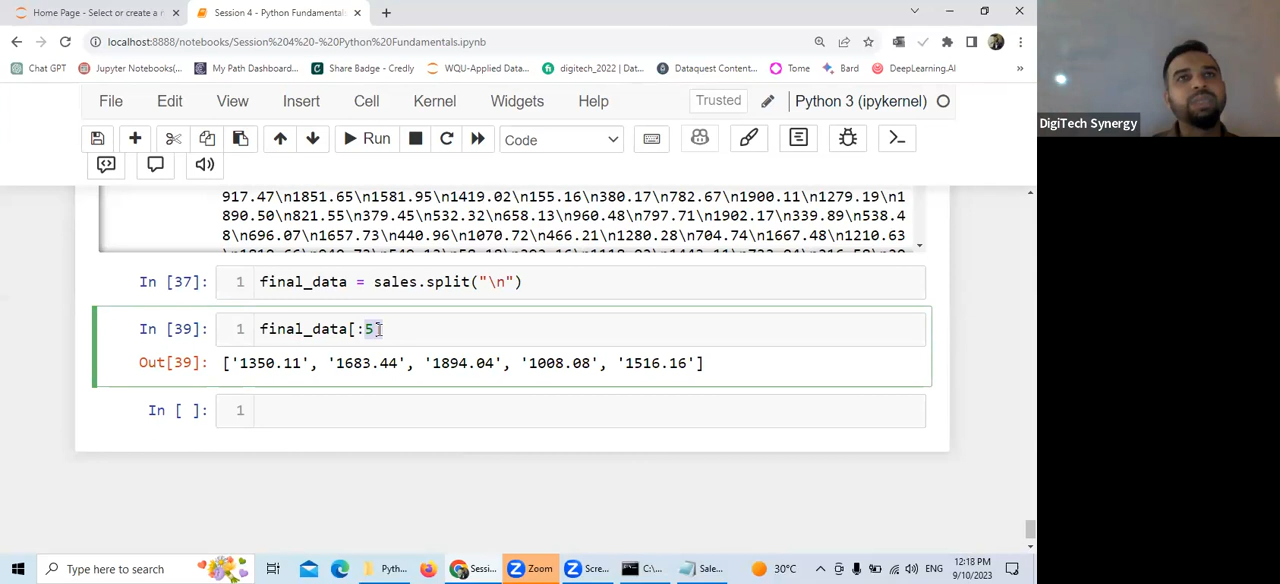 Home Page - Select or create a n
Session 4 - Python Fundamentals
localhost:8888/notebooks/Session%204%20-%20Python%20Fundamentals.ipynb
Chat GPT
Jupyter Notebooks(...
My Path Dashboard...
Share Badge - Credly
WQU-Applied Data...
digitech_2022 | Dat...
Dataquest Content...
Tome
Bard
DeepLearning.AI
»
DigiTech Synergy
File
Edit
View
Insert
Cell
Kernel
Widgets
Help
Trusted
Python 3 (ipykernel)
Run
Code
917.47\n1851.65\n1581.95\n1419.02\n155.16\n380.17\n782.67\n1900.11\n1279.19\n1
890.50\n821.55\n379.45\n532.32\n658.13\n960.48\n797.71\n1902.17\n339.89\n538.4
8\n696.07\n1657.73\n440.96\n1070.72\n466.21\n1280.28\n704.74\n1667.48\n1210.63
In [37]:
1
final_data = sales.split("\n")
In [39]:
1
final_data[:5]
Out[39]:
['1350.11', '1683.44', '1894.04', '1008.08', '1516.16']
In [ ]:
1
Type here to search
Pyth...
Sessi...
Zoom
Scre...
C:\...
Sale...
30°C
ENG
12:18 PM
9/10/2023